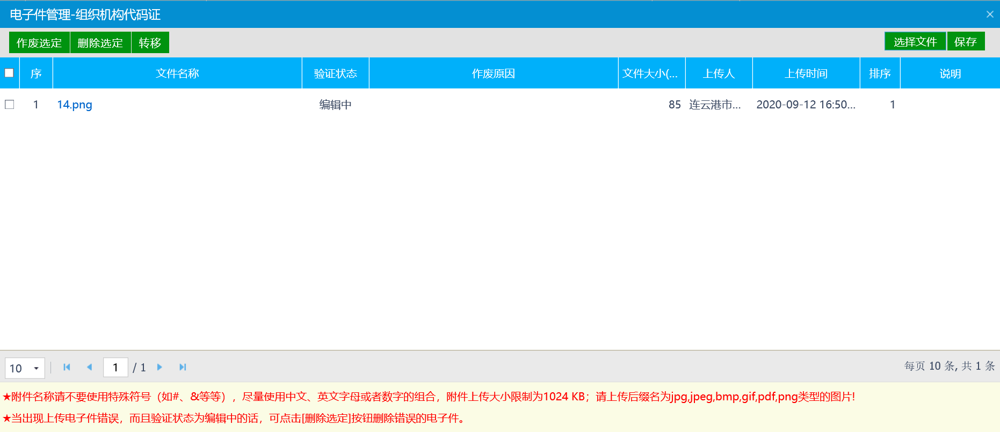 电子件管理-组织机构代码证
作废选定 删除选定 转移 选择文件 保存
序 文件名称 验证状态 作废原因 文件大小(... 上传人 上传时间 排序 说明
1 14.png 编辑中 85 连云港市... 2020-09-12 16:50... 1
10 1 / 1 每页 10 条, 共 1 条
★附件名称请不要使用特殊符号（如#、&等等），尽量使用中文、英文字母或者数字的组合，附件上传大小限制为1024 KB；请上传后缀名为jpg,jpeg,bmp,gif,pdf,png类型的图片!
★当出现上传电子件错误，而且验证状态为编辑中的话，可点击[删除选定]按钮删除错误的电子件。